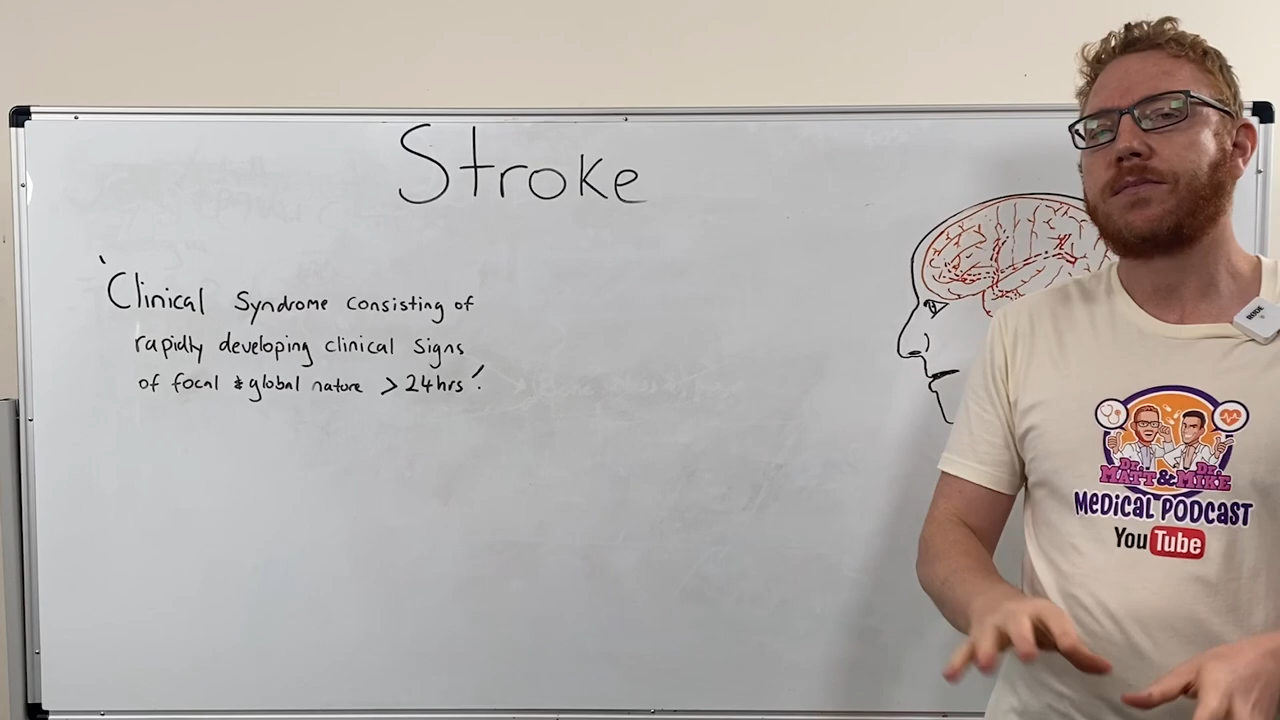 Stroke
'Clinical Syndrome consisting of
rapidly developing clinical signs
of focal & global nature > 24hrs'.
RODE
Dr. Dr.
MATT & MIKE
MEDICAL PODCAST
YouTube